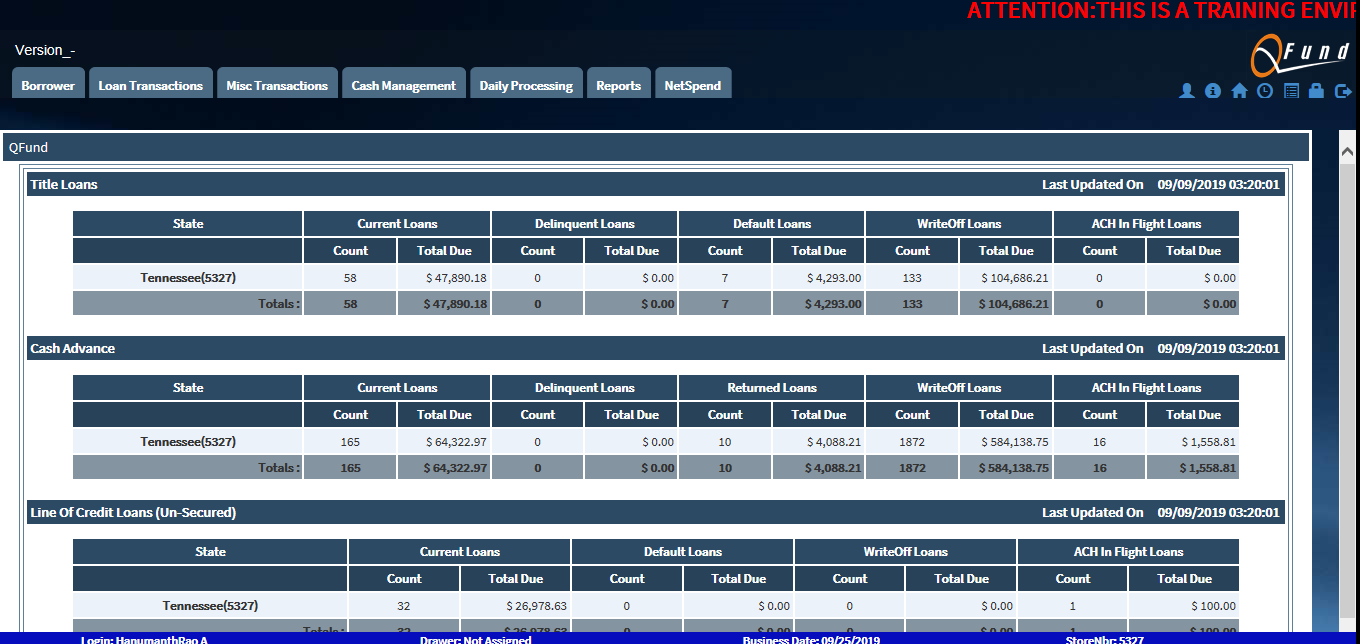 ATTENTION:THIS IS A TRAINING
Version_-
QFund
Borrower Loan Transactions Misc Transactions Cash Management Daily Processing Reports NetSpend
QFund
Title Loans Last Updated On 09/09/2019 03:20:01
State Current Loans Delinquent Loans Default Loans WriteOff Loans ACH In Flight Loans
Count Total Due Count Total Due Count Total Due Count Total Due Count Total Due
Tennessee(5327) 58 $ 47,890.18 0 $ 0.00 7 $ 4,293.00 133 $ 104,686.21 0 $ 0.00
Totals : 58 $ 47,890.18 0 $ 0.00 7 $ 4,293.00 133 $ 104,686.21 0 $ 0.00
Cash Advance Last Updated On 09/09/2019 03:20:01
State Current Loans Delinquent Loans Returned Loans WriteOff Loans ACH In Flight Loans
Count Total Due Count Total Due Count Total Due Count Total Due Count Total Due
Tennessee(5327) 165 $ 64,322.97 0 $ 0.00 10 $ 4,088.21 1872 $ 584,138.75 16 $ 1,558.81
Totals : 165 $ 64,322.97 0 $ 0.00 10 $ 4,088.21 1872 $ 584,138.75 16 $ 1,558.81
Line Of Credit Loans (Un-Secured) Last Updated On 09/09/2019 03:20:01
State Current Loans Default Loans WriteOff Loans ACH In Flight Loans
Count Total Due Count Total Due Count Total Due Count Total Due
Tennessee(5327) 32 $ 26,978.63 0 $ 0.00 0 $ 0.00 1 $ 100.00
Totals : 32 $ 26,978.63 0 $ 0.00 0 $ 0.00 1 $ 100.00
Login: HanumanthRao A Drawer: Not Assigned Business Date: 09/25/2019 StoreNbr: 5327